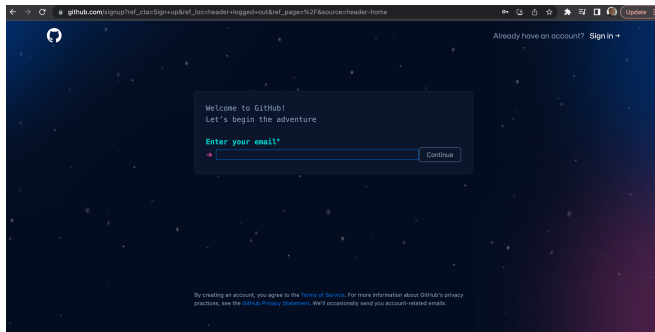 github.com/signup?ref_cta=Sign+up&ref_loc=header+logged+out&ref_page=%2F&source=header-home
Update
Already have an account? Sign in →
Welcome to GitHub!
Let's begin the adventure
Enter your email*
→ Continue
By creating an account, you agree to the Terms of Service. For more information about GitHub's privacy
practices, see the GitHub Privacy Statement. We'll occasionally send you account-related emails.